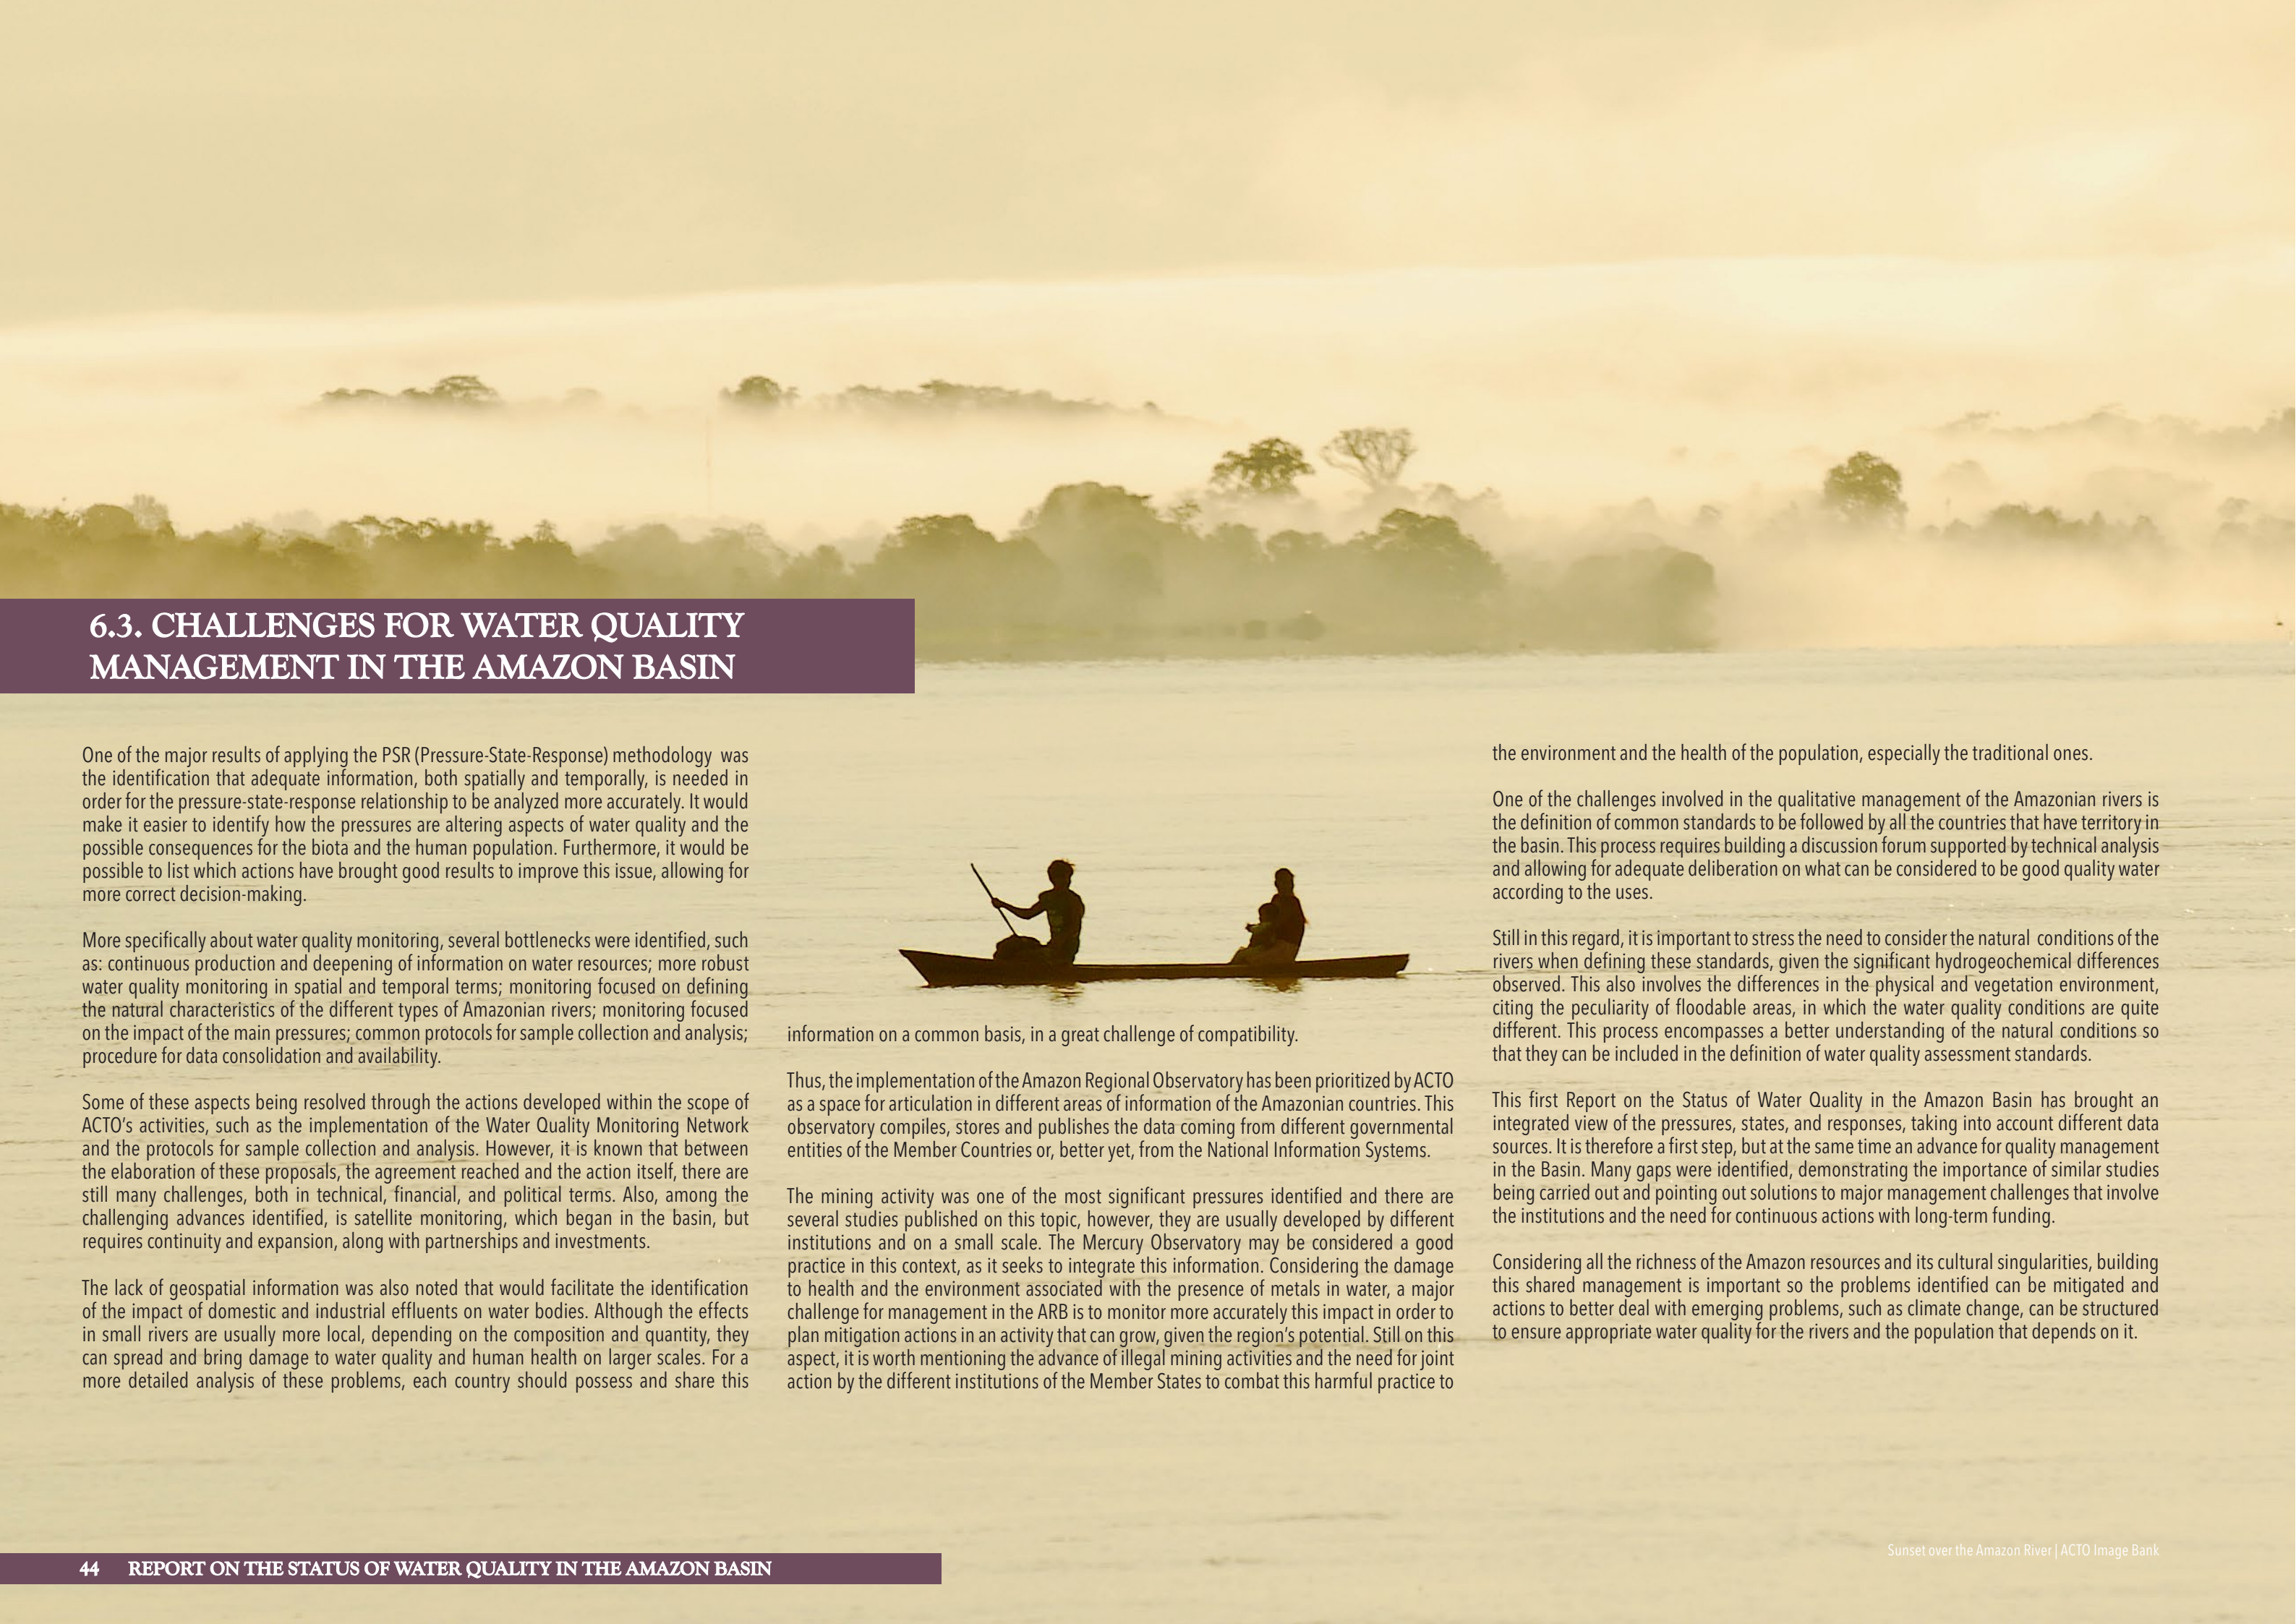 6.3. CHALLENGES FOR WATER QUALITY
MANAGEMENT IN THE AMAZON BASIN
One of the major results of applying the PSR (Pressure-State-Response) methodology was
the identification that adequate information, both spatially and temporally, is needed in
order for the pressure-state-response relationship to be analyzed more accurately. It would
make it easier to identify how the pressures are altering aspects of water quality and the
possible consequences for the biota and the human population. Furthermore, it would be
possible to list which actions have brought good results to improve this issue, allowing for
more correct decision-making.
More specifically about water quality monitoring, several bottlenecks were identified, such
as: continuous production and deepening of information on water resources; more robust
water quality monitoring in spatial and temporal terms; monitoring focused on defining
the natural characteristics of the different types of Amazonian rivers; monitoring focused
on the impact of the main pressures; common protocols for sample collection and analysis;
procedure for data consolidation and availability.
Some of these aspects being resolved through the actions developed within the scope of
ACTO's activities, such as the implementation of the Water Quality Monitoring Network
and the protocols for sample collection and analysis. However, it is known that between
the elaboration of these proposals, the agreement reached and the action itself, there are
still many challenges, both in technical, financial, and political terms. Also, among the
challenging advances identified, is satellite monitoring, which began in the basin, but
requires continuity and expansion, along with partnerships and investments.
The lack of geospatial information was also noted that would facilitate the identification
of the impact of domestic and industrial effluents on water bodies. Although the effects
in small rivers are usually more local, depending on the composition and quantity, they
can spread and bring damage to water quality and human health on larger scales. For a
more detailed analysis of these problems, each country should possess and share this
information on a common basis, in a great challenge of compatibility.
Thus, the implementation of the Amazon Regional Observatory has been prioritized by ACTO
as a space for articulation in different areas of information of the Amazonian countries. This
observatory compiles, stores and publishes the data coming from different governmental
entities of the Member Countries or, better yet, from the National Information Systems.
The mining activity was one of the most significant pressures identified and there are
several studies published on this topic, however, they are usually developed by different
institutions and on a small scale. The Mercury Observatory may be considered a good
practice in this context, as it seeks to integrate this information. Considering the damage
to health and the environment associated with the presence of metals in water, a major
challenge for management in the ARB is to monitor more accurately this impact in order to
plan mitigation actions in an activity that can grow, given the region's potential. Still on this
aspect, it is worth mentioning the advance of illegal mining activities and the need for joint
action by the different institutions of the Member States to combat this harmful practice to
the environment and the health of the population, especially the traditional ones.
One of the challenges involved in the qualitative management of the Amazonian rivers is
the definition of common standards to be followed by all the countries that have territory in
the basin. This process requires building a discussion forum supported by technical analysis
and allowing for adequate deliberation on what can be considered to be good quality water
according to the uses.
Still in this regard, it is important to stress the need to consider the natural conditions of the
rivers when defining these standards, given the significant hydrogeochemical differences
observed. This also involves the differences in the physical and vegetation environment,
citing the peculiarity of floodable areas, in which the water quality conditions are quite
different. This process encompasses a better understanding of the natural conditions so
that they can be included in the definition of water quality assessment standards.
This first Report on the Status of Water Quality in the Amazon Basin has brought an
integrated view of the pressures, states, and responses, taking into account different data
sources. It is therefore a first step, but at the same time an advance for quality management
in the Basin. Many gaps were identified, demonstrating the importance of similar studies
being carried out and pointing out solutions to major management challenges that involve
the institutions and the need for continuous actions with long-term funding.
Considering all the richness of the Amazon resources and its cultural singularities, building
this shared management is important so the problems identified can be mitigated and
actions to better deal with emerging problems, such as climate change, can be structured
to ensure appropriate water quality for the rivers and the population that depends on it.
Sunset over the Amazon River | ACTO Image Bank
44 REPORT ON THE STATUS OF WATER QUALITY IN THE AMAZON BASIN